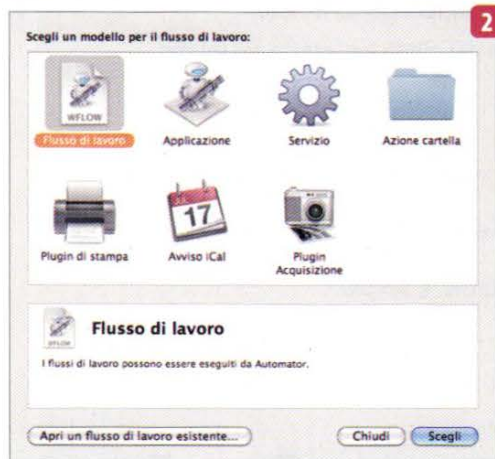 2
Scegli un modello per il flusso di lavoro:
WFLOW
Flusso di lavoro
Applicazione
Servizio
Azione cartella
JUL
17
Plugin di stampa
Avviso iCal
Plugin
Acquisizione
WFLOW
Flusso di lavoro
I flussi di lavoro possono essere eseguiti da Automator.
Apri un flusso di lavoro esistente...
Chiudi
Scegli